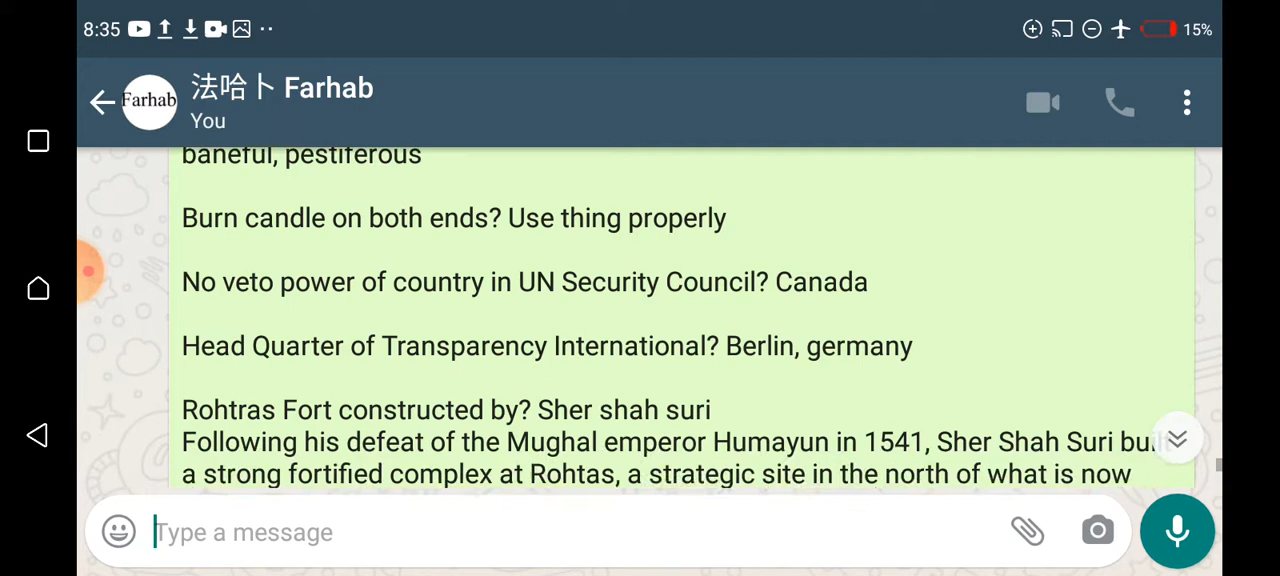 8:35
15%
法哈卜 Farhab
Farhab
You
baneful, pestiferous
Burn candle on both ends? Use thing properly
No veto power of country in UN Security Council? Canada
Head Quarter of Transparency International? Berlin, germany
Rohtras Fort constructed by? Sher shah suri
Following his defeat of the Mughal emperor Humayun in 1541, Sher Shah Suri built
a strong fortified complex at Rohtas, a strategic site in the north of what is now
Type a message